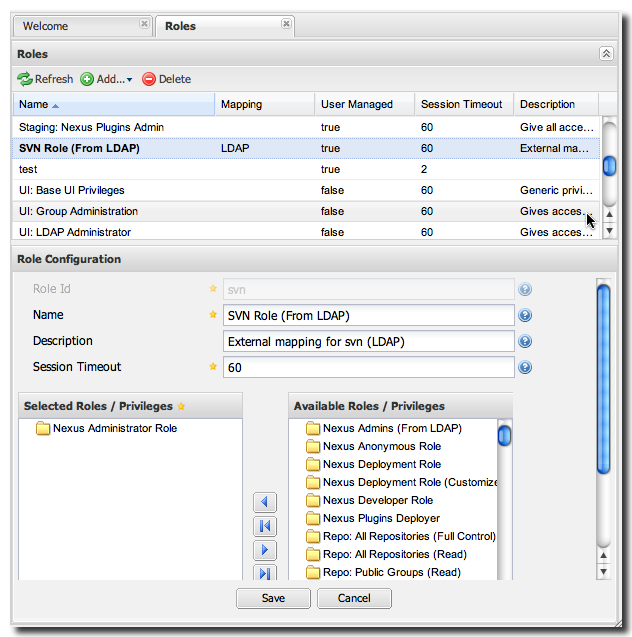 Welcome Roles
Roles
Refresh Add... Delete
Name Mapping User Managed Session Timeout Description
Staging: Nexus Plugins Admin true 60 Give all acce...
SVN Role (From LDAP) LDAP true 60 External ma...
test true 2
UI: Base UI Privileges false 60 Generic privi...
UI: Group Administration false 60 Gives acces...
UI: LDAP Administrator false 60 Gives acces...
Role Configuration
Role Id svn
Name SVN Role (From LDAP)
Description External mapping for svn (LDAP)
Session Timeout 60
Selected Roles / Privileges Available Roles / Privileges
Nexus Administrator Role Nexus Admins (From LDAP)
Nexus Anonymous Role
Nexus Deployment Role
Nexus Deployment Role (Customize
Nexus Developer Role
Nexus Plugins Deployer
Repo: All Repositories (Full Control)
Repo: All Repositories (Read)
Repo: Public Groups (Read)
Save Cancel